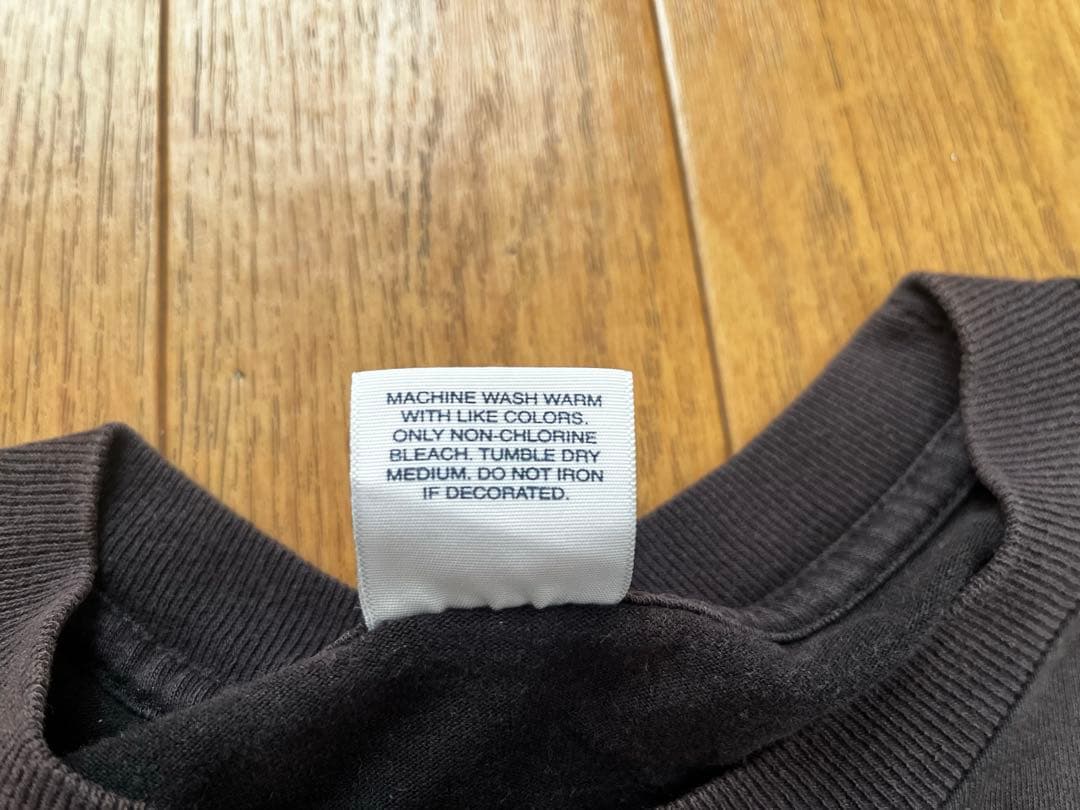 MACHINE WASH WARM
WITH LIKE COLORS.
ONLY NON-CHLORINE
BLEACH. TUMBLE DRY
MEDIUM. DO NOT IRON
IF DECORATED.